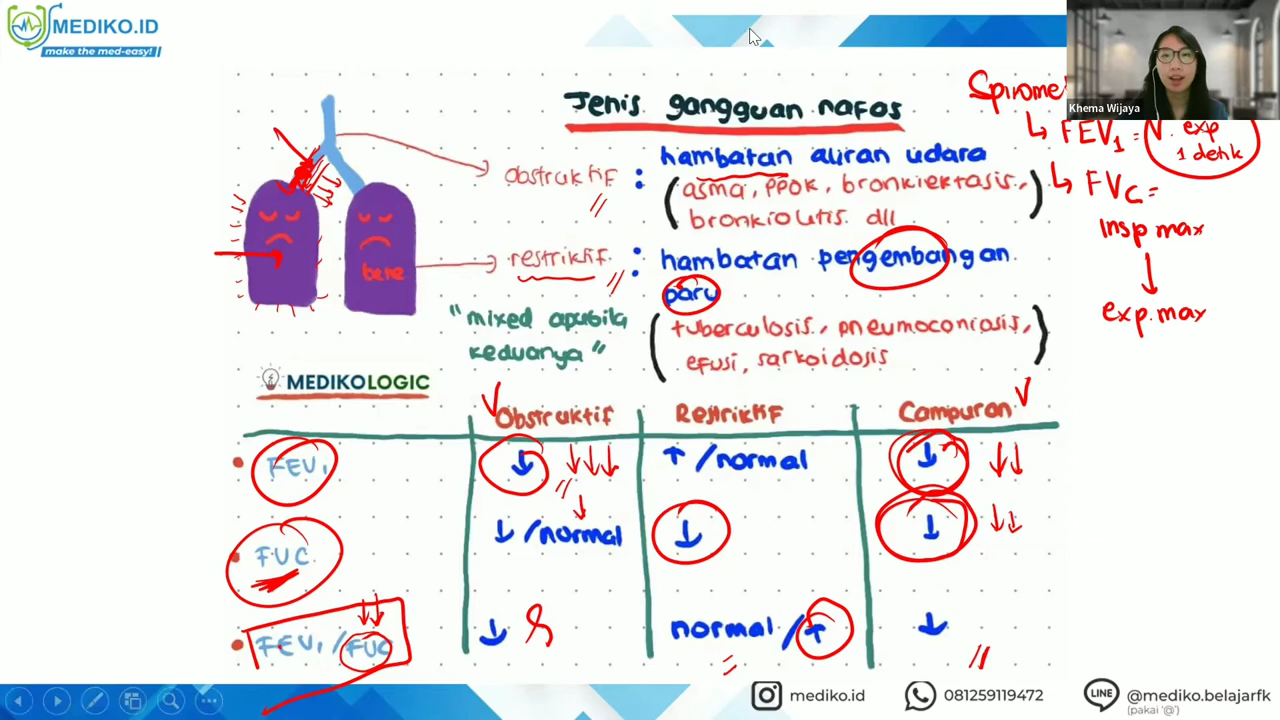 MEDIKO.ID
make the med-easy!
Khema Wijaya
Jenis gangguan nafas
Spirome
↳ FEV₁ = V. exp
1 detik
↳ FVC =
insp max
↓
exp. max
obstruktif : hambatan aliran udara
(asma, PPOK, bronkiektasis,
bronkiolitis dll)
restriktif : hambatan pengembangan
paru
(tuberculosis, pneumoconiosis,
efusi, sarkoidosis)
"mixed apabila
keduanya"
MEDIKOLOGIC
Obstruktif Restriktif Campuran
• FEV₁ ↓ ↓↓↓ ↑/normal ↓ ↓↓
• FVC ↓/normal ↓ ↓ ↓↓
• FEV₁/FVC ↓ normal/↑ ↓
mediko.id
081259119472
LINE
@mediko.belajarfk
(pakai '@')